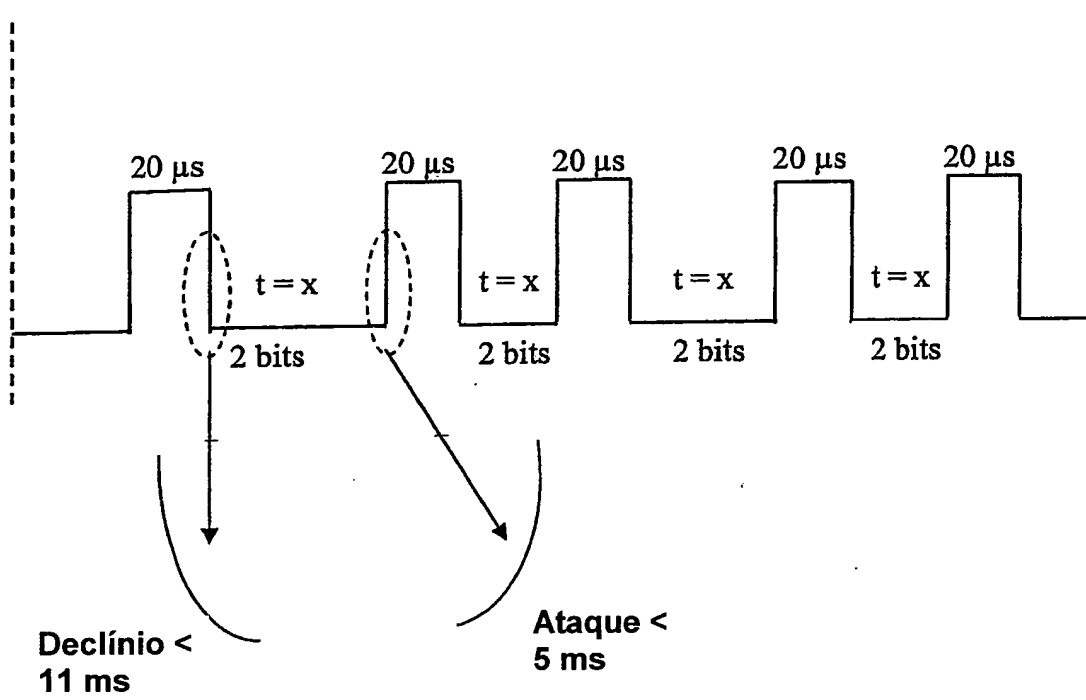 20 μs
20 μs
20 μs
20 μs
20 μs
t = x
t = x
t = x
t = x
2 bits
2 bits
2 bits
2 bits
Declínio <
11 ms
Ataque <
5 ms